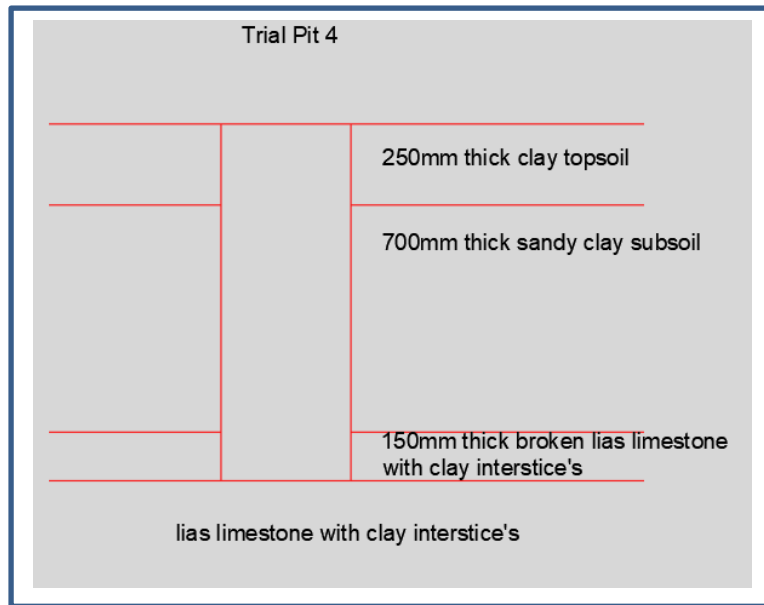 Trial Pit 4
250mm thick clay topsoil
700mm thick sandy clay subsoil
150mm thick broken lias limestone
with clay interstice's
lias limestone with clay interstice's